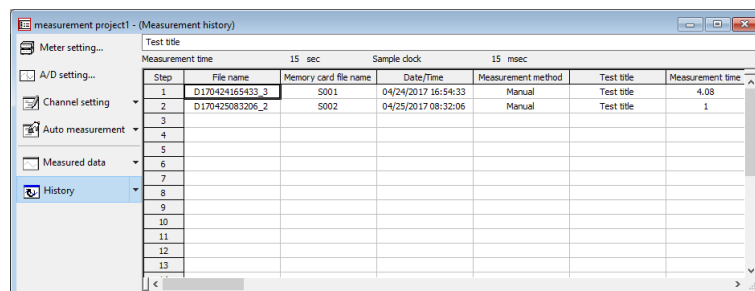 measurement project1 - (Measurement history)
Meter setting...
A/D setting...
Channel setting
Auto measurement
Measured data
History
Test title
Measurement time 15 sec Sample clock 15 msec
Step File name Memory card file name Date/Time Measurement method Test title Measurement time
1 D170424165433_3 S001 04/24/2017 16:54:33 Manual Test title 4.08
2 D170425083206_2 S002 04/25/2017 08:32:06 Manual Test title 1
3
4
5
6
7
8
9
10
11
12
13